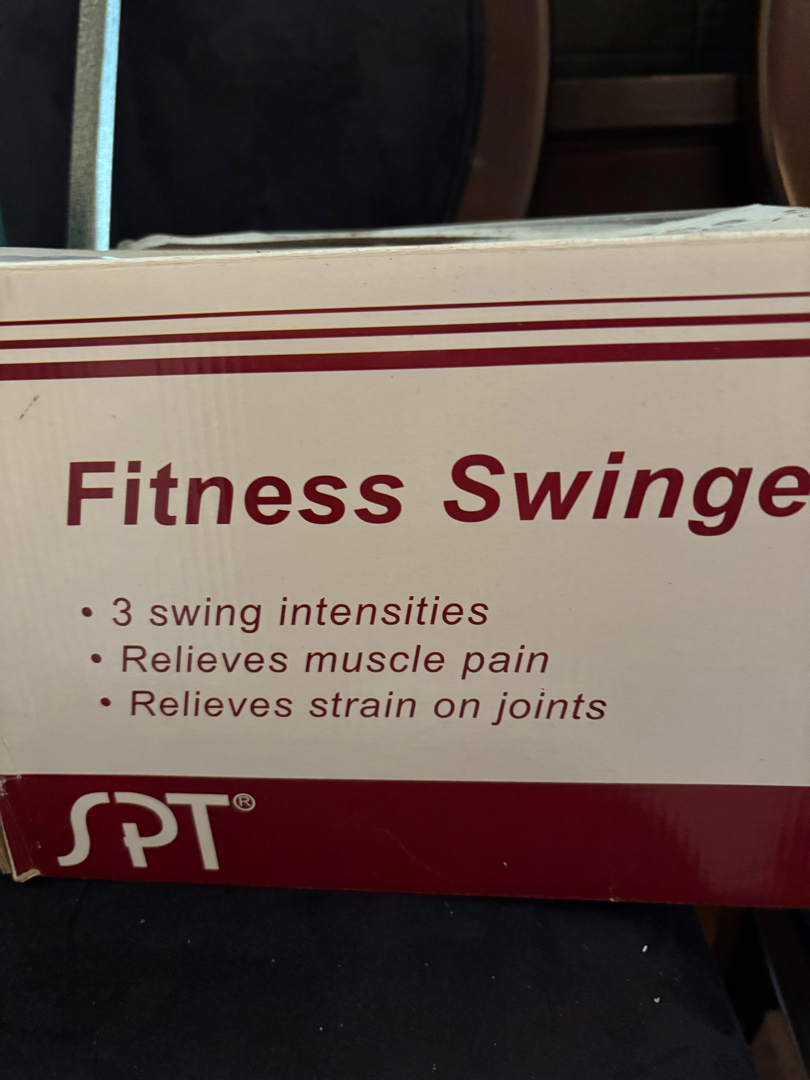 Fitness Swinge
• 3 swing intensities
• Relieves muscle pain
• Relieves strain on joints
SPT®